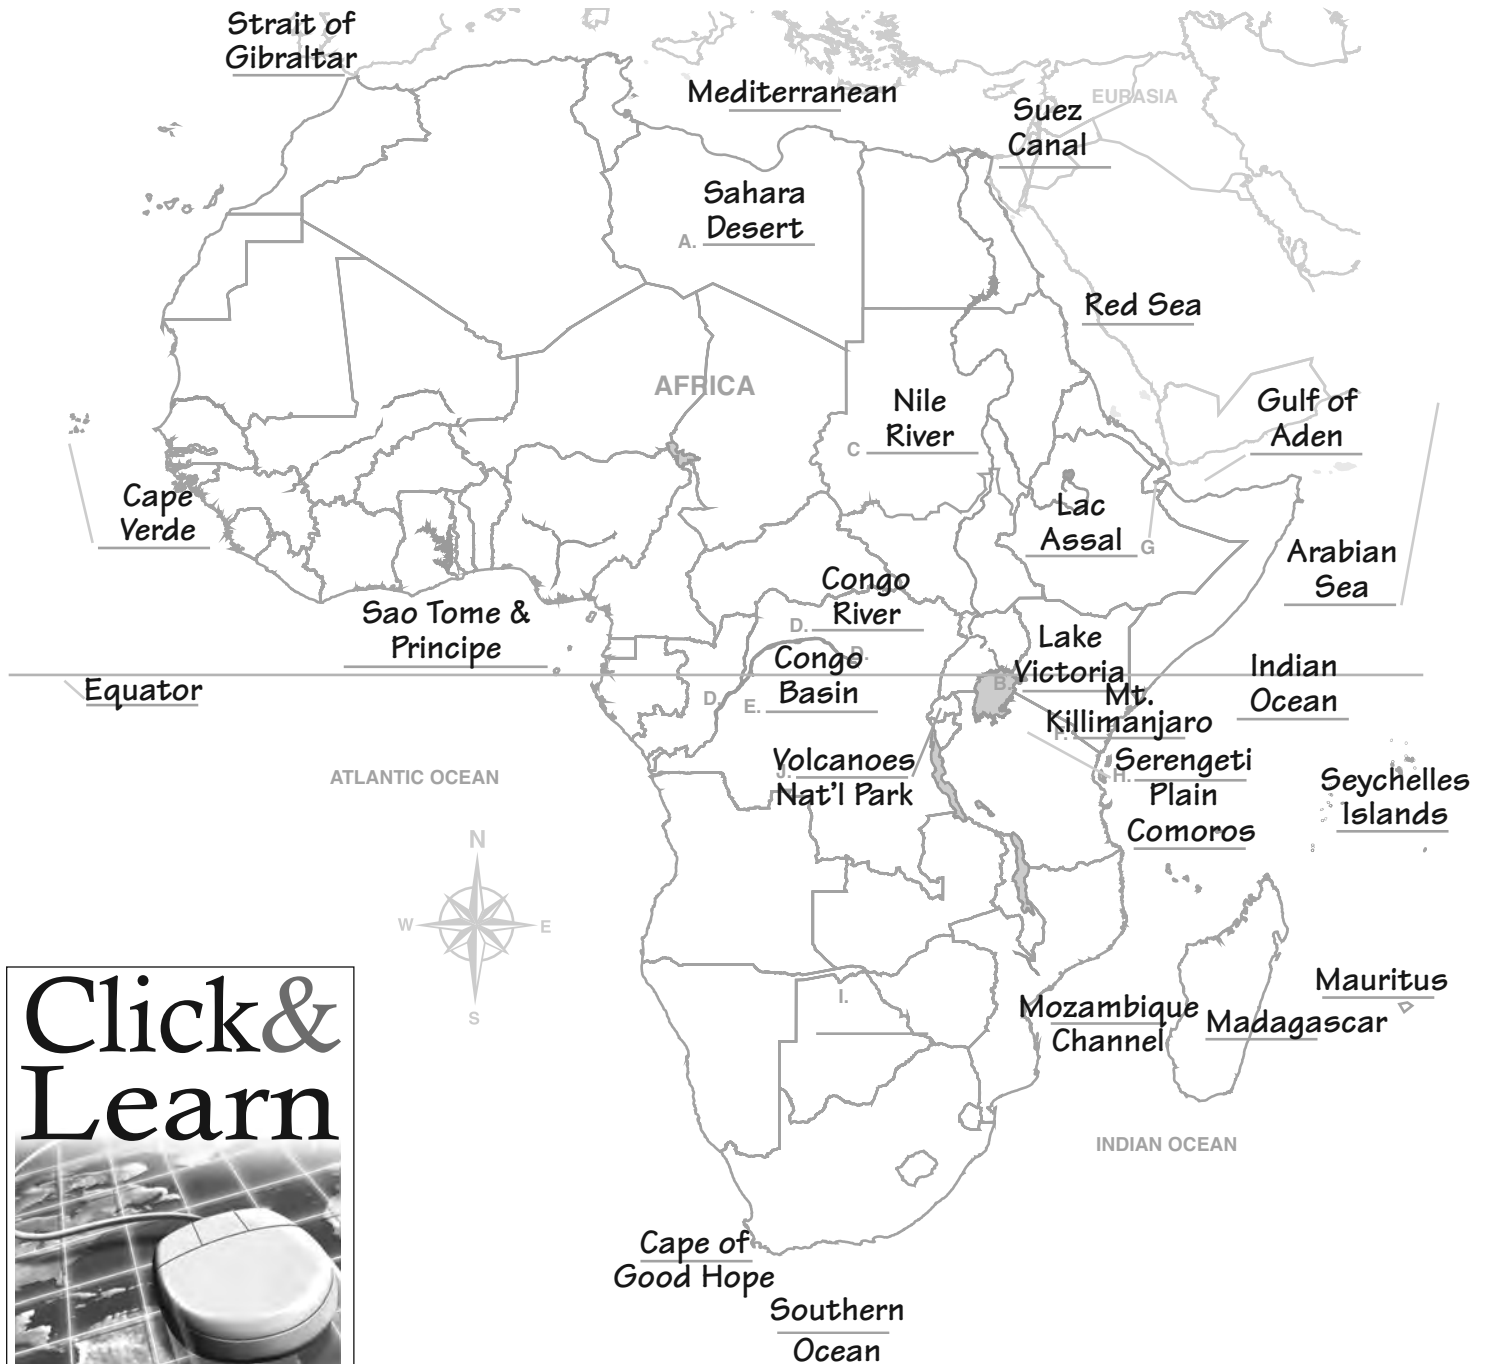 Strait of
Gibraltar
Mediterranean
EURASIA
Suez
Canal
Sahara
A. Desert
Red Sea
AFRICA
Nile
C River
Gulf of
Aden
Cape
Verde
Lac
Assal G
Arabian
Sea
Congo
D. River
Sao Tome &
Principe
Lake
Victoria
B.
D.
Congo
E. Basin
D.
Indian
Ocean
Equator
Mt.
Killimanjaro
F.
Volcanoes
J.
Nat'l Park
Serengeti
H.
Plain
Comoros
Seychelles
Islands
ATLANTIC OCEAN
N
W E
S
I.
Mauritus
Mozambique
Channel
Madagascar
INDIAN OCEAN
Cape of
Good Hope
Southern
Ocean
Click&
Learn